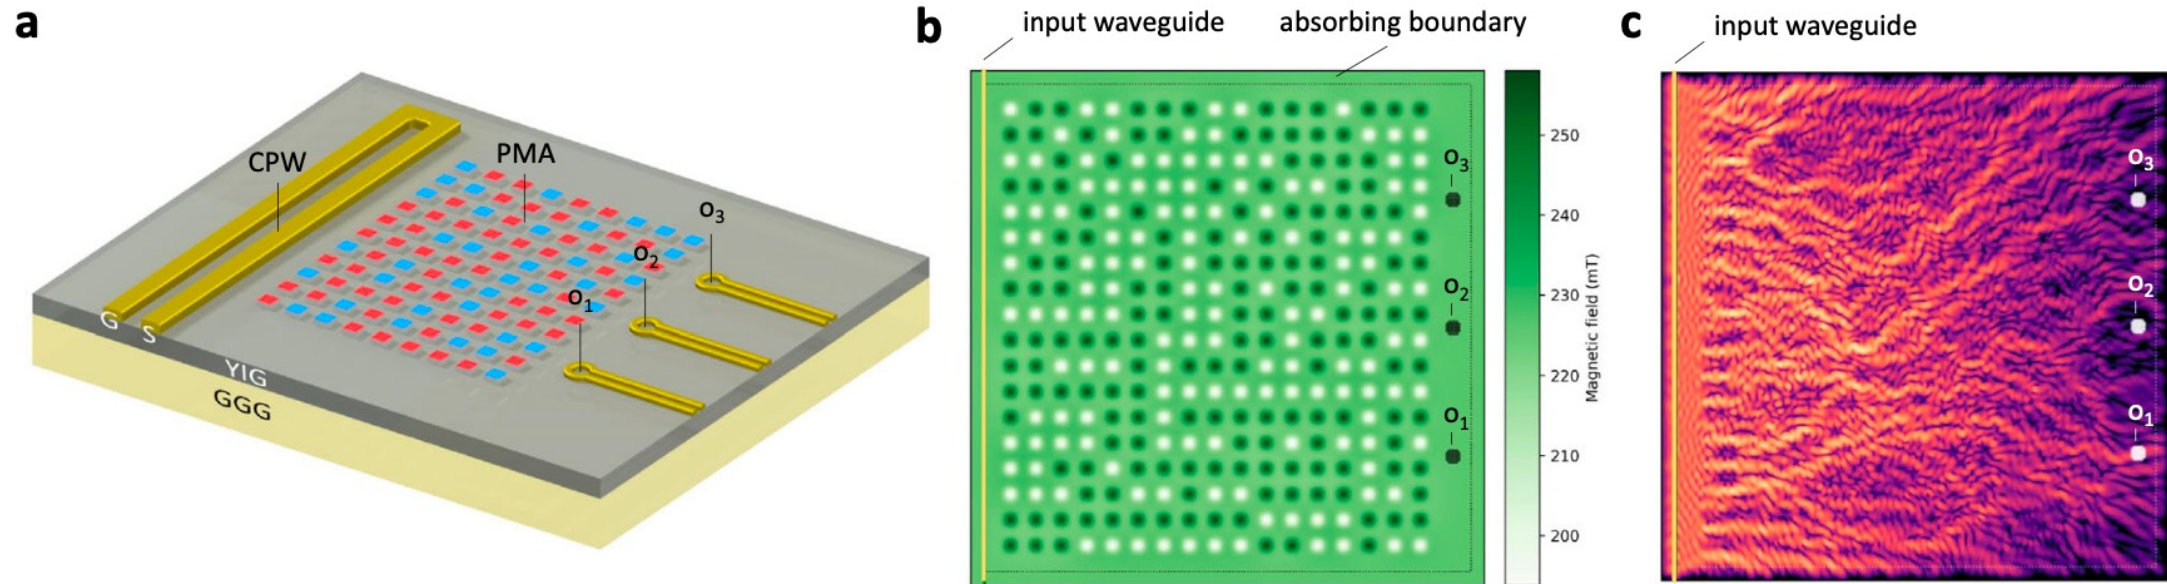 a
CPW
PMA
o₃
o₂
o₁
G
S
YIG
GGG
b
input waveguide
absorbing boundary
o₃
o₂
o₁
250
240
230
220
210
200
Magnetic field (mT)
c
input waveguide
o₃
o₂
o₁